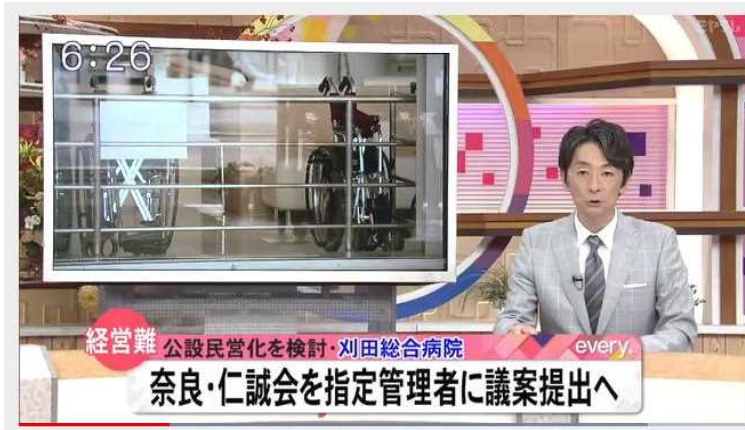 6:26
経営難
公設民営化を検討・刈田総合病院
every.
奈良・仁誠会を指定管理者に議案提出へ